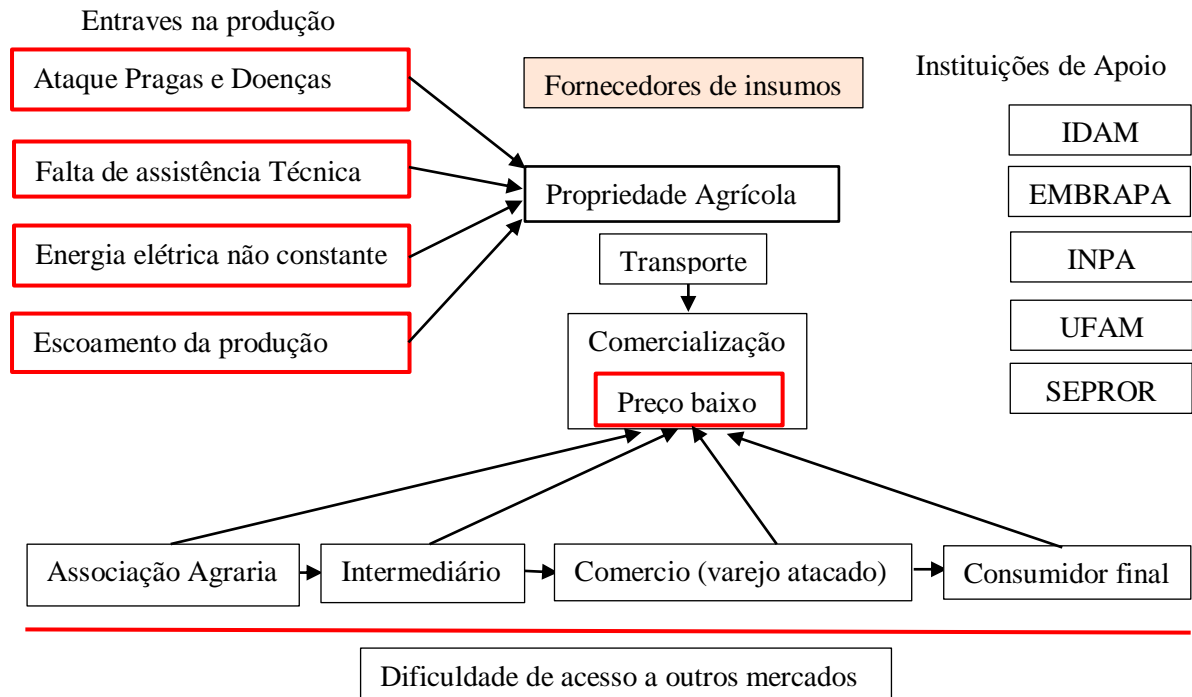 Entraves na produção
Ataque Pragas e Doenças
Falta de assistência Técnica
Energia elétrica não constante
Escoamento da produção
Fornecedores de insumos
Propriedade Agrícola
Transporte
Comercialização
Preço baixo
Instituições de Apoio
IDAM
EMBRAPA
INPA
UFAM
SEPROR
Associação Agraria
Intermediário
Comercio (varejo atacado)
Consumidor final
Dificuldade de acesso a outros mercados